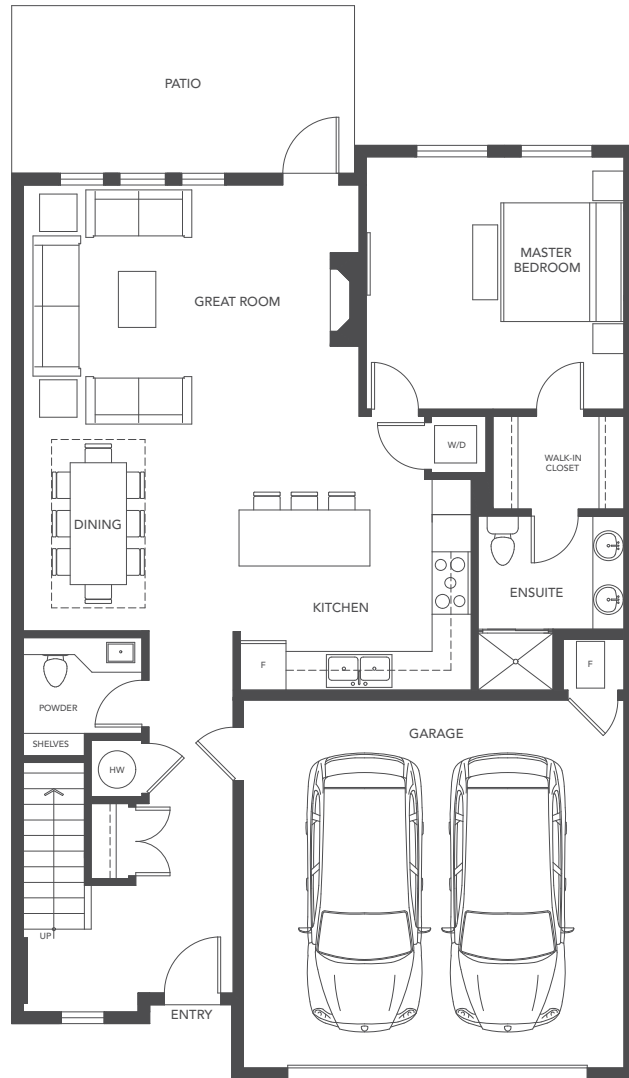 PATIO
MASTER
BEDROOM
GREAT ROOM
W/D
WALK-IN
CLOSET
DINING
ENSUITE
KITCHEN
F
F
POWDER
SHELVES
GARAGE
HW
UP
ENTRY